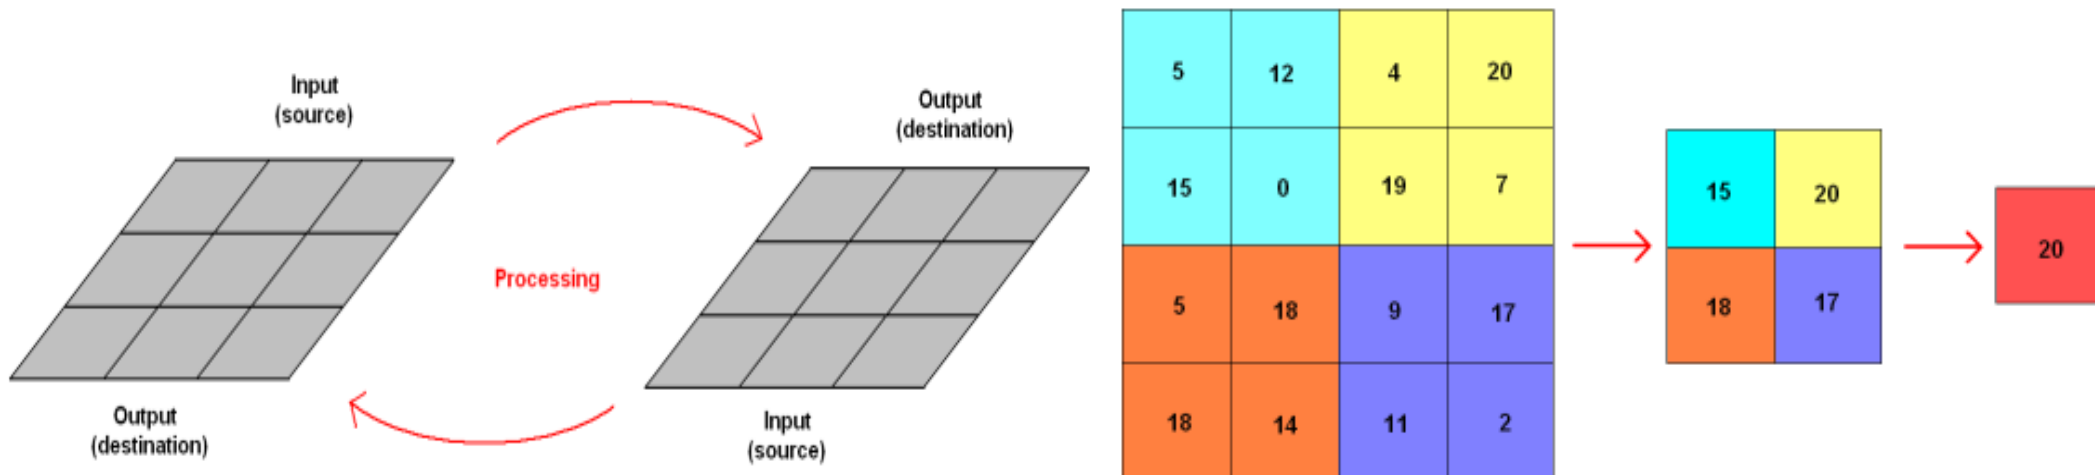 Input
(source)
Output
(destination)
Processing
Output
(destination)
Input
(source)
5 12 4 20
15 0 19 7
5 18 9 17
18 14 11 2
15 20
18 17
20